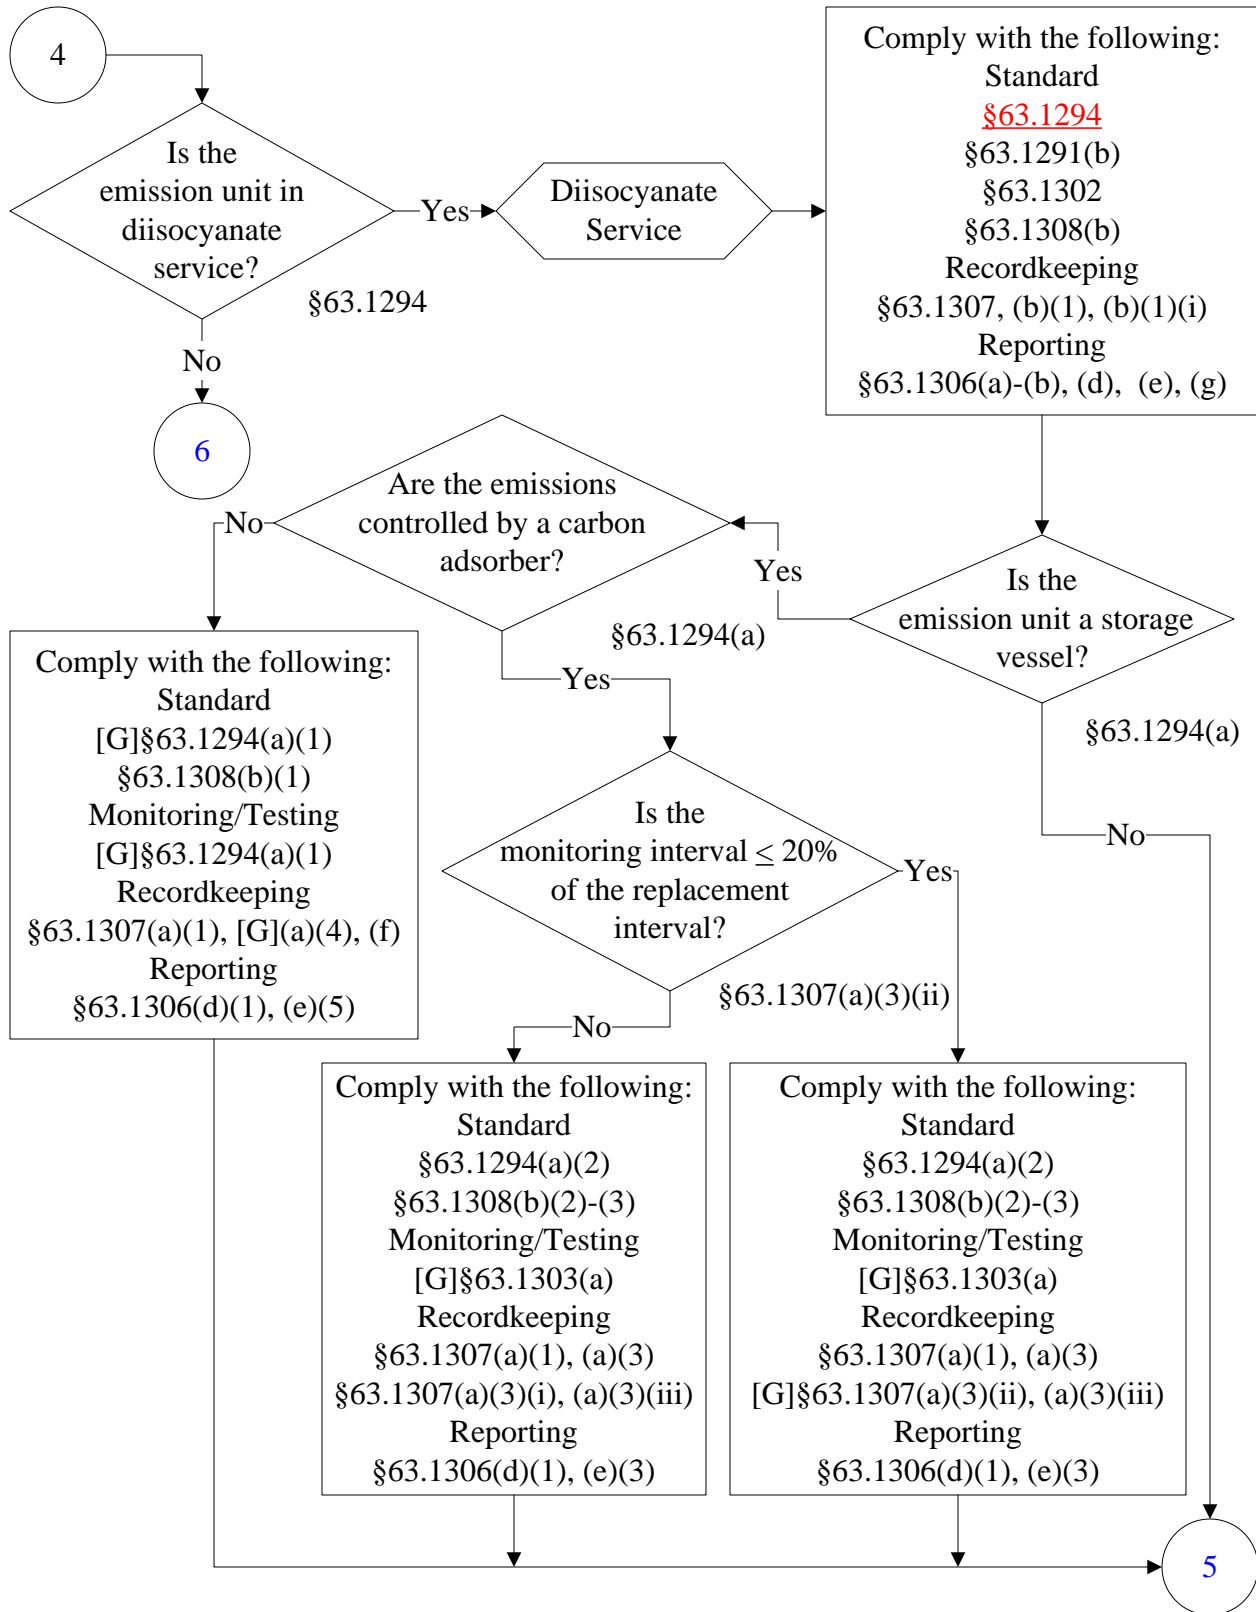 4
Is the
emission unit in
diisocyanate
service?
§63.1294
Yes
No
6
Diisocyanate
Service
Comply with the following:
Standard
§63.1294
§63.1291(b)
§63.1302
§63.1308(b)
Recordkeeping
§63.1307, (b)(1), (b)(1)(i)
Reporting
§63.1306(a)-(b), (d),  (e), (g)
Is the
emission unit a storage
vessel?
§63.1294(a)
Yes
No
Are the emissions
controlled by a carbon
adsorber?
§63.1294(a)
No
Yes
Comply with the following:
Standard
[G]§63.1294(a)(1)
§63.1308(b)(1)
Monitoring/Testing
[G]§63.1294(a)(1)
Recordkeeping
§63.1307(a)(1), [G](a)(4), (f)
Reporting
§63.1306(d)(1), (e)(5)
Is the
monitoring interval ≤ 20%
of the replacement
interval?
§63.1307(a)(3)(ii)
Yes
No
Comply with the following:
Standard
§63.1294(a)(2)
§63.1308(b)(2)-(3)
Monitoring/Testing
[G]§63.1303(a)
Recordkeeping
§63.1307(a)(1), (a)(3)
§63.1307(a)(3)(i), (a)(3)(iii)
Reporting
§63.1306(d)(1), (e)(3)
Comply with the following:
Standard
§63.1294(a)(2)
§63.1308(b)(2)-(3)
Monitoring/Testing
[G]§63.1303(a)
Recordkeeping
§63.1307(a)(1), (a)(3)
[G]§63.1307(a)(3)(ii), (a)(3)(iii)
Reporting
§63.1306(d)(1), (e)(3)
5